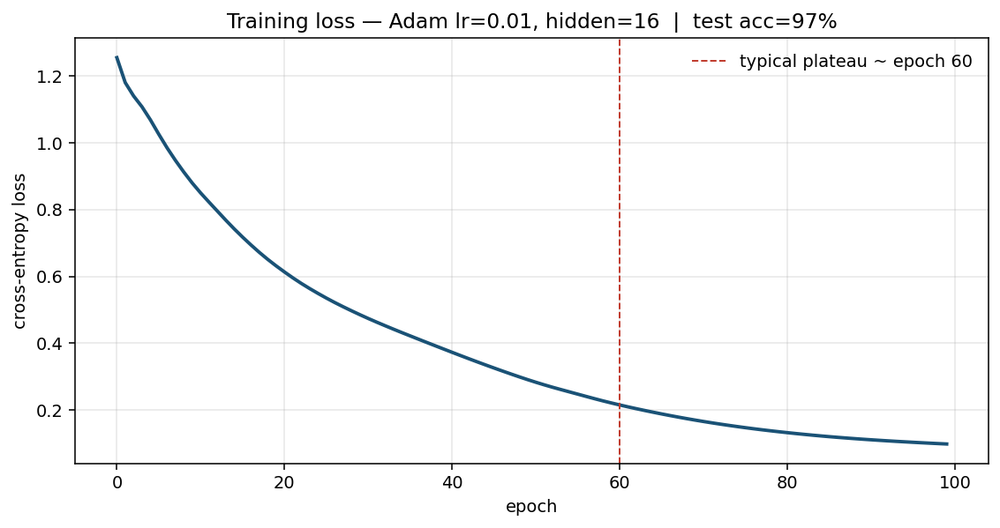 Training loss — Adam lr=0.01, hidden=16 | test acc=97%
typical plateau ~ epoch 60
cross-entropy loss
1.2
1.0
0.8
0.6
0.4
0.2
0 20 40 60 80 100
epoch